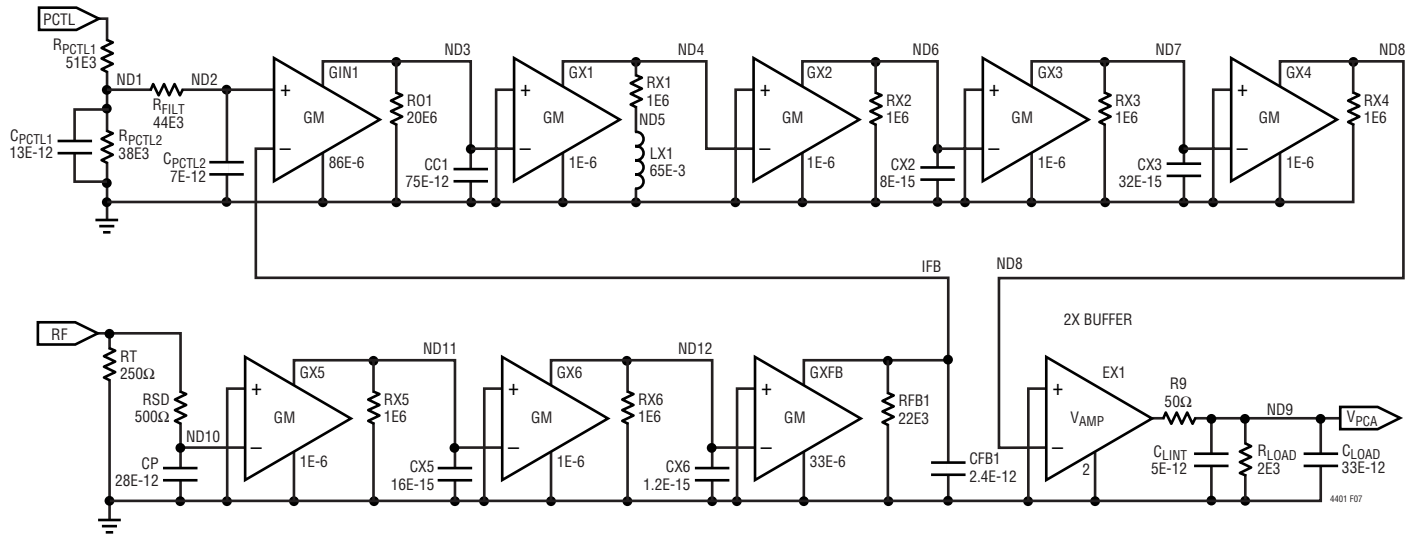 PCTL
RPCTL1
51E3
ND1
RFILT
44E3
ND2
CPCTL1
13E-12
RPCTL2
38E3
CPCTL2
7E-12
+
−
GIN1
GM
86E-6
RO1
20E6
ND3
CC1
75E-12
+
−
GX1
GM
1E-6
RX1
1E6
ND5
LX1
65E-3
ND4
+
−
GX2
GM
1E-6
RX2
1E6
ND6
CX2
8E-15
+
−
GX3
GM
1E-6
RX3
1E6
ND7
CX3
32E-15
+
−
GX4
GM
1E-6
RX4
1E6
ND8
IFB
ND8
RF
RT
250Ω
RSD
500Ω
ND10
CP
28E-12
+
−
GX5
GM
1E-6
RX5
1E6
ND11
CX5
16E-15
+
−
GX6
GM
1E-6
RX6
1E6
ND12
CX6
1.2E-15
+
−
GXFB
GM
33E-6
RFB1
22E3
CFB1
2.4E-12
2X BUFFER
+
−
EX1
VAMP
2
R9
50Ω
CLINT
5E-12
ND9
RLOAD
2E3
VPCA
CLOAD
33E-12
4401 F07